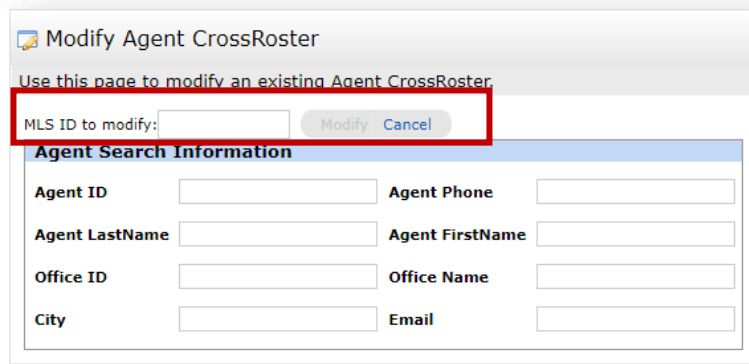 Modify Agent CrossRoster
Use this page to modify an existing Agent CrossRoster.
MLS ID to modify: Modify Cancel
Agent Search Information
Agent ID Agent Phone
Agent LastName Agent FirstName
Office ID Office Name
City Email